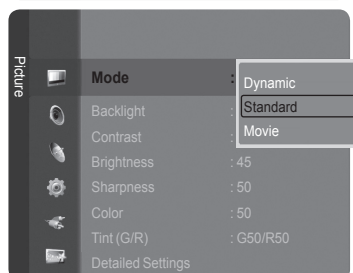 Picture
Mode :
Dynamic
Standard
Movie
Backlight :
Contrast :
Brightness : 45
Sharpness : 50
Color : 50
Tint (G/R) : G50/R50
Detailed Settings